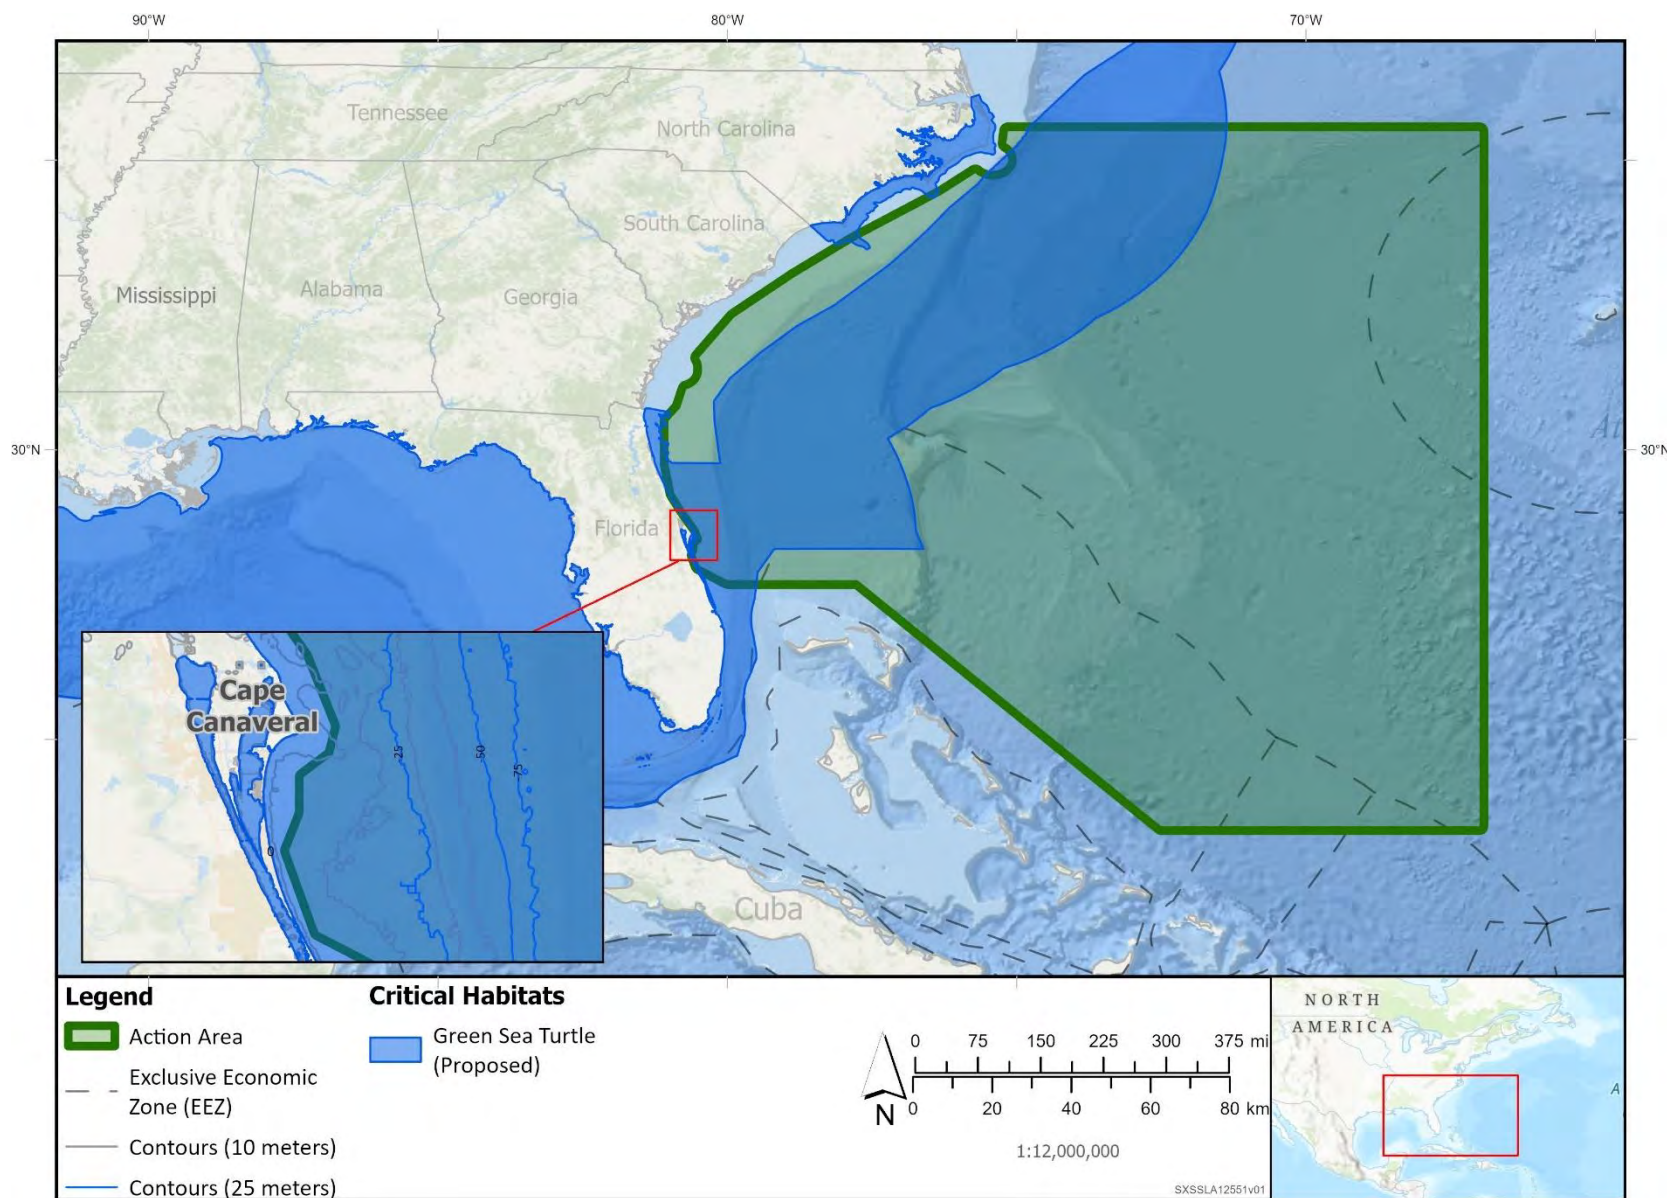 90°W
80°W
70°W
Tennessee
North Carolina
South Carolina
Mississippi
Alabama
Georgia
30°N
30°N
Florida
Cape
Canaveral
-25
-50
-75
0
Cuba
Legend
Action Area
Exclusive Economic
Zone (EEZ)
Contours (10 meters)
Contours (25 meters)
Critical Habitats
Green Sea Turtle
(Proposed)
N
0 75 150 225 300 375 mi
0 20 40 60 80 km
1:12,000,000
SXSSLA12551v01
NORTH
AMERICA
A